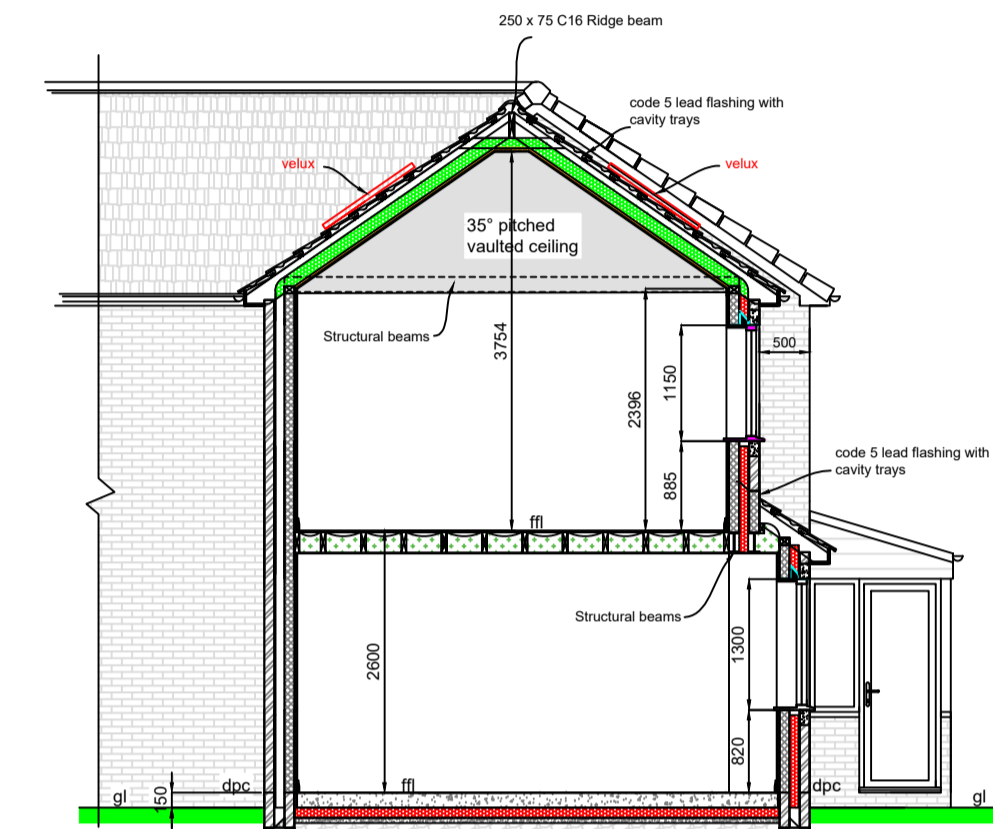 250 x 75 C16 Ridge beam
code 5 lead flashing with
cavity trays
velux
velux
35° pitched
vaulted ceiling
Structural beams
3754
500
1150
2396
885
code 5 lead flashing with
cavity trays
ffl
Structural beams
2600
1300
820
dpc
ffl
dpc
150
gl
gl